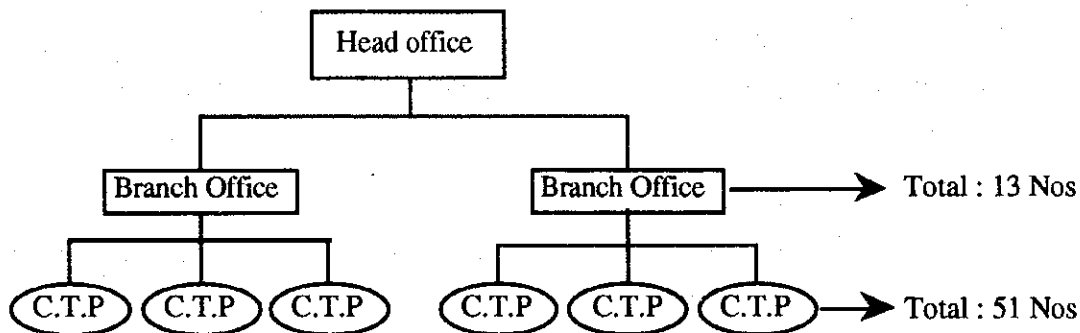 Head office
Branch Office
Branch Office
Total : 13 Nos
C.T.P
C.T.P
C.T.P
C.T.P
C.T.P
C.T.P
Total : 51 Nos